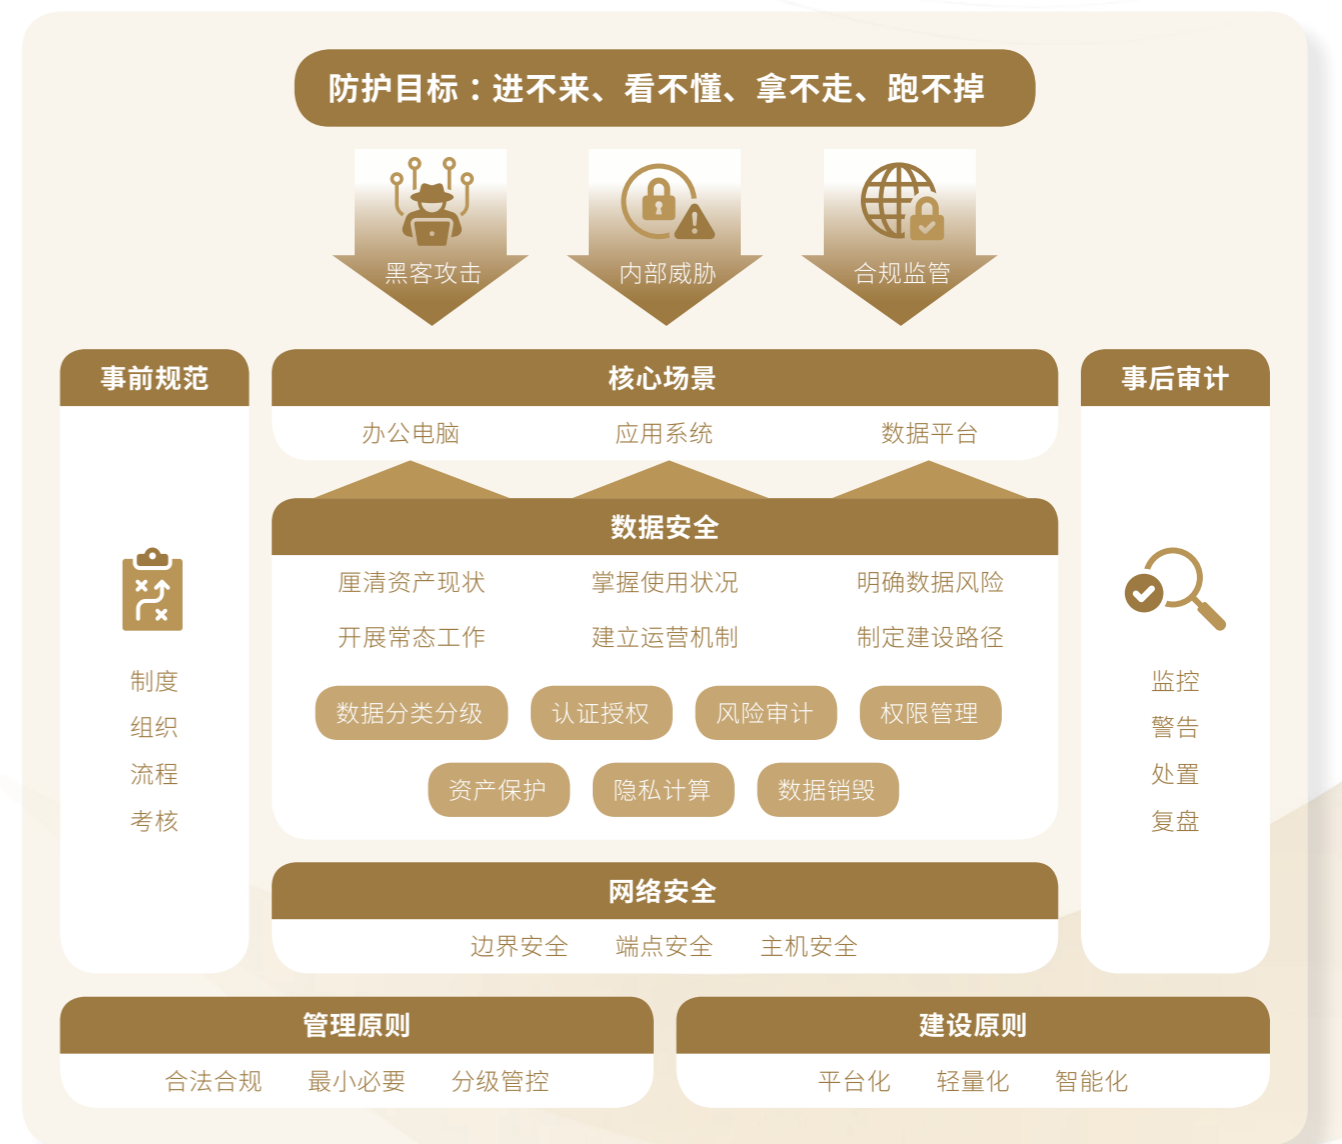 防护目标：进不来、看不懂、拿不走、跑不掉
黑客攻击 内部威胁 合规监管
事前规范
制度
组织
流程
考核
核心场景
办公电脑 应用系统 数据平台
数据安全
厘清资产现状 掌握使用状况 明确数据风险
开展常态工作 建立运营机制 制定建设路径
数据分类分级 认证授权 风险审计 权限管理
资产保护 隐私计算 数据销毁
网络安全
边界安全 端点安全 主机安全
事后审计
监控
警告
处置
复盘
管理原则
合法合规 最小必要 分级管控
建设原则
平台化 轻量化 智能化